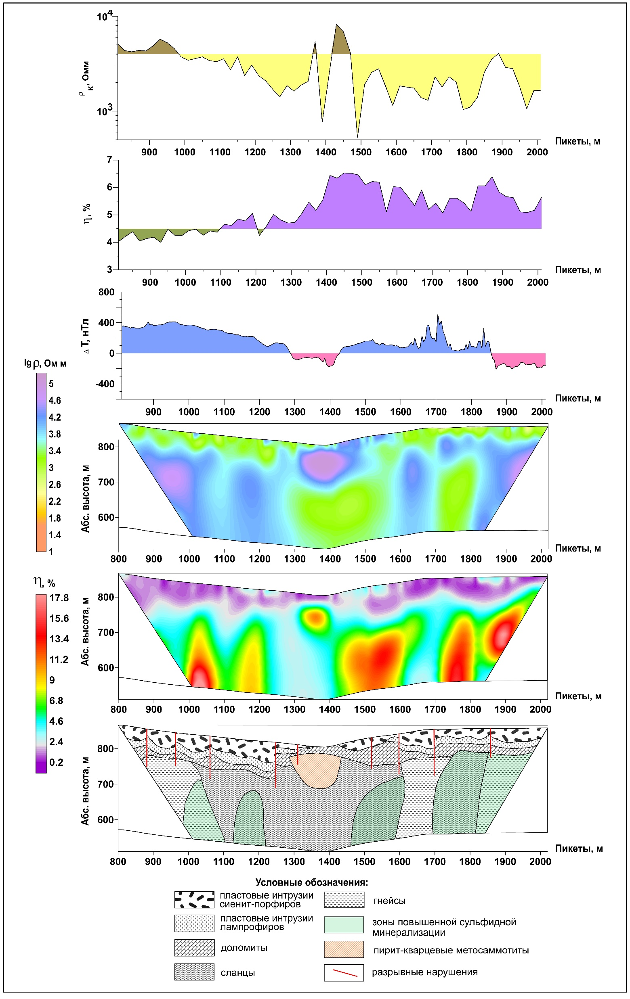 10⁴
ρк, Омм
10³
Пикеты, м
900 1000 1100 1200 1300 1400 1500 1600 1700 1800 1900 2000
7
6
η, %
5
4
3
Пикеты, м
900 1000 1100 1200 1300 1400 1500 1600 1700 1800 1900 2000
800
400
Δ T, нТл
0
-400
Пикеты, м
900 1000 1100 1200 1300 1400 1500 1600 1700 1800 1900 2000
lg ρ, Ом м
5
4.6
4.2
3.8
3.4
3
2.6
2.2
1.8
1.4
1
800
Абс. высота, м
700
600
Пикеты, м
800 900 1000 1100 1200 1300 1400 1500 1600 1700 1800 1900 2000
η, %
17.8
15.6
13.4
11.2
9
6.8
4.6
2.4
0.2
800
Абс. высота, м
700
600
Пикеты, м
800 900 1000 1100 1200 1300 1400 1500 1600 1700 1800 1900 2000
800
Абс. высота, м
700
600
Пикеты, м
800 900 1000 1100 1200 1300 1400 1500 1600 1700 1800 1900 2000
Условные обозначения:
пластовые интрузии
сиенит-порфиров
пластовые интрузии
лампрофиров
доломиты
сланцы
гнейсы
зоны повышенной сульфидной
минерализации
пирит-кварцевые метосаммотиты
разрывные нарушения